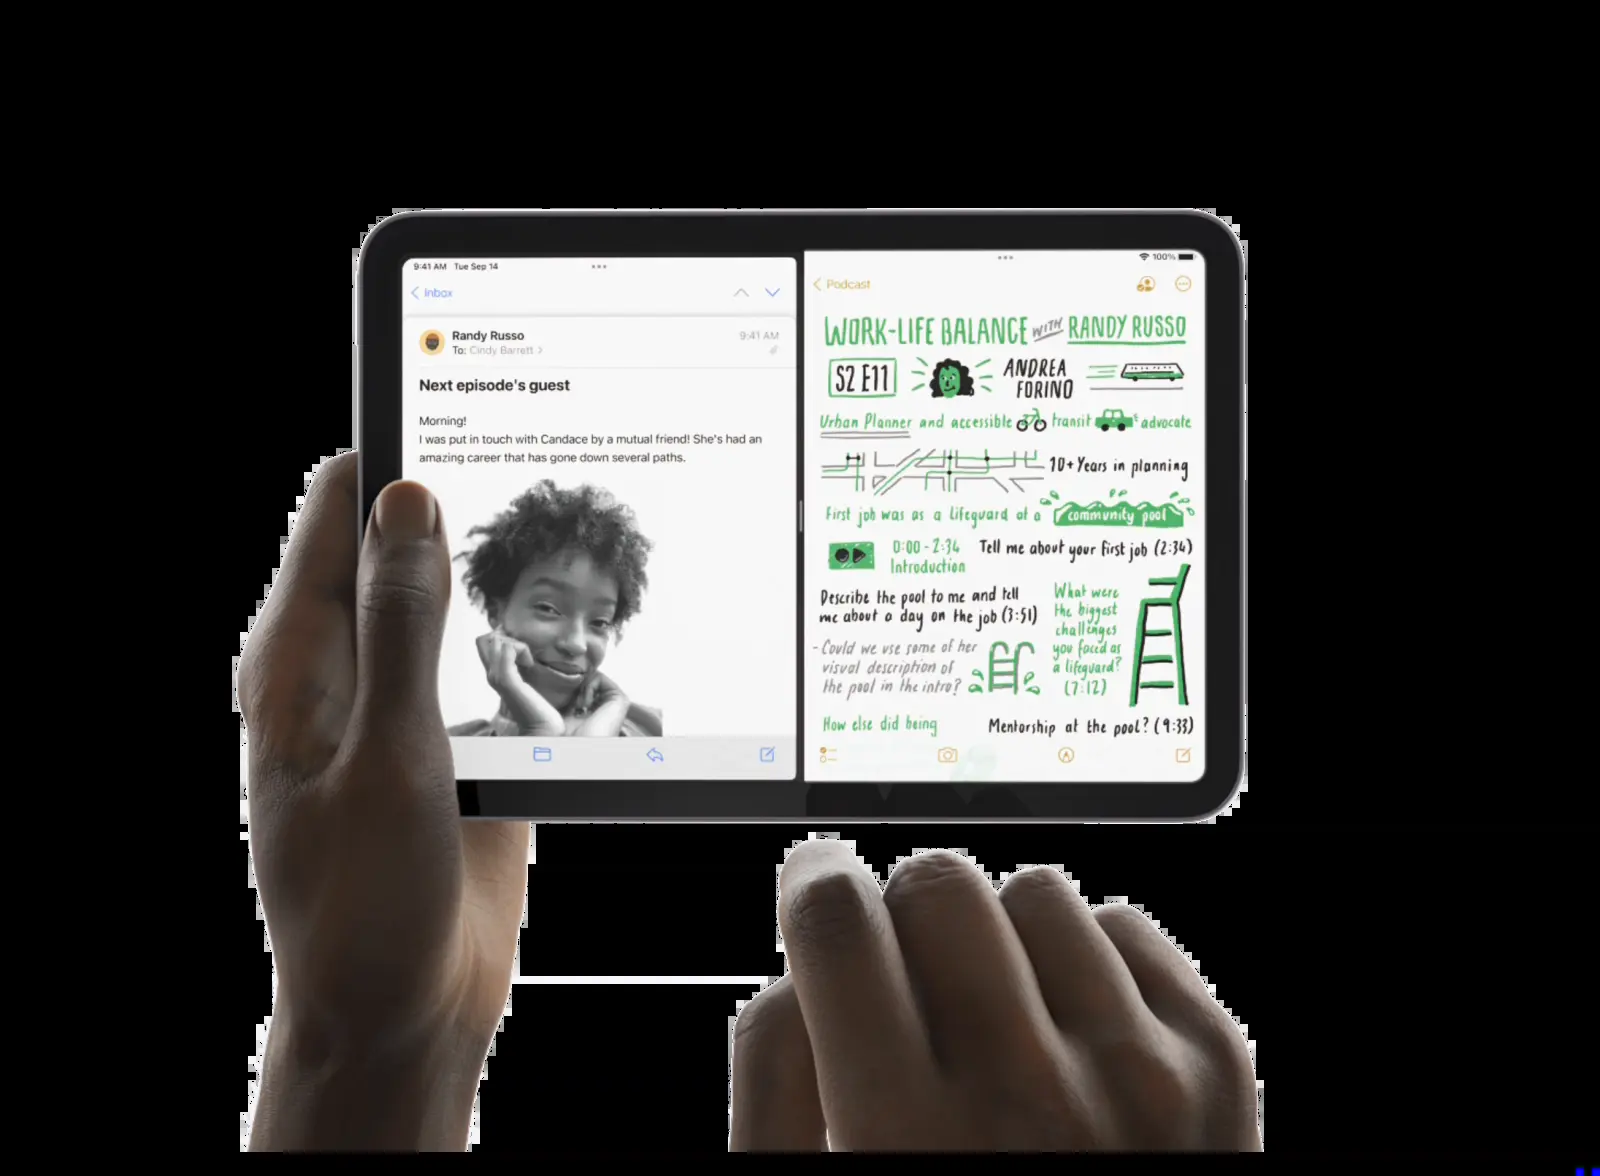 9:41 AM Tue Sep 14
Inbox
Randy Russo 9:41 AM
To: Cindy Barrett
Next episode's guest
Morning!
I was put in touch with Candace by a mutual friend! She's had an
amazing career that has gone down several paths.
100%
Podcast
WORK-LIFE BALANCE WITH RANDY RUSSO
S2 E11
ANDREA
FORINO
Urban Planner and accessible transit advocate
10+ Years in planning
First job was as a lifeguard at a community pool
0:00 - 2:34
Introduction
Tell me about your first job (2:34)
Describe the pool to me and tell
me about a day on the job (3:51)
- Could we use some of her
visual description of
the pool in the intro?
What were
the biggest
challenges
you faced as
a lifeguard?
(7:12)
How else did being
Mentorship at the pool? (9:33)